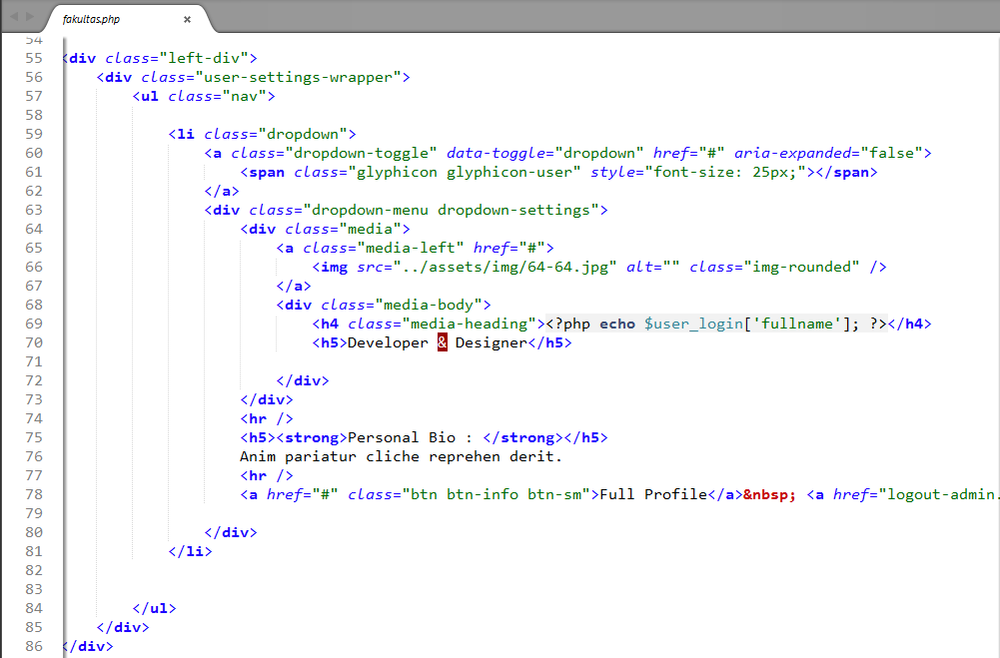 fakultas.php ×
54
55 <div class="left-div">
56 <div class="user-settings-wrapper">
57 <ul class="nav">
58
59 <li class="dropdown">
60 <a class="dropdown-toggle" data-toggle="dropdown" href="#" aria-expanded="false">
61 <span class="glyphicon glyphicon-user" style="font-size: 25px;"></span>
62 </a>
63 <div class="dropdown-menu dropdown-settings">
64 <div class="media">
65 <a class="media-left" href="#">
66 <img src="../assets/img/64-64.jpg" alt="" class="img-rounded" />
67 </a>
68 <div class="media-body">
69 <h4 class="media-heading"><?php echo $user_login['fullname']; ?></h4>
70 <h5>Developer & Designer</h5>
71
72 </div>
73 </div>
74 <hr />
75 <h5><strong>Personal Bio : </strong></h5>
76 Anim pariatur cliche reprehen derit.
77 <hr />
78 <a href="#" class="btn btn-info btn-sm">Full Profile</a>&nbsp; <a href="logout-admin.
79
80 </div>
81 </li>
82
83
84 </ul>
85 </div>
86 </div>